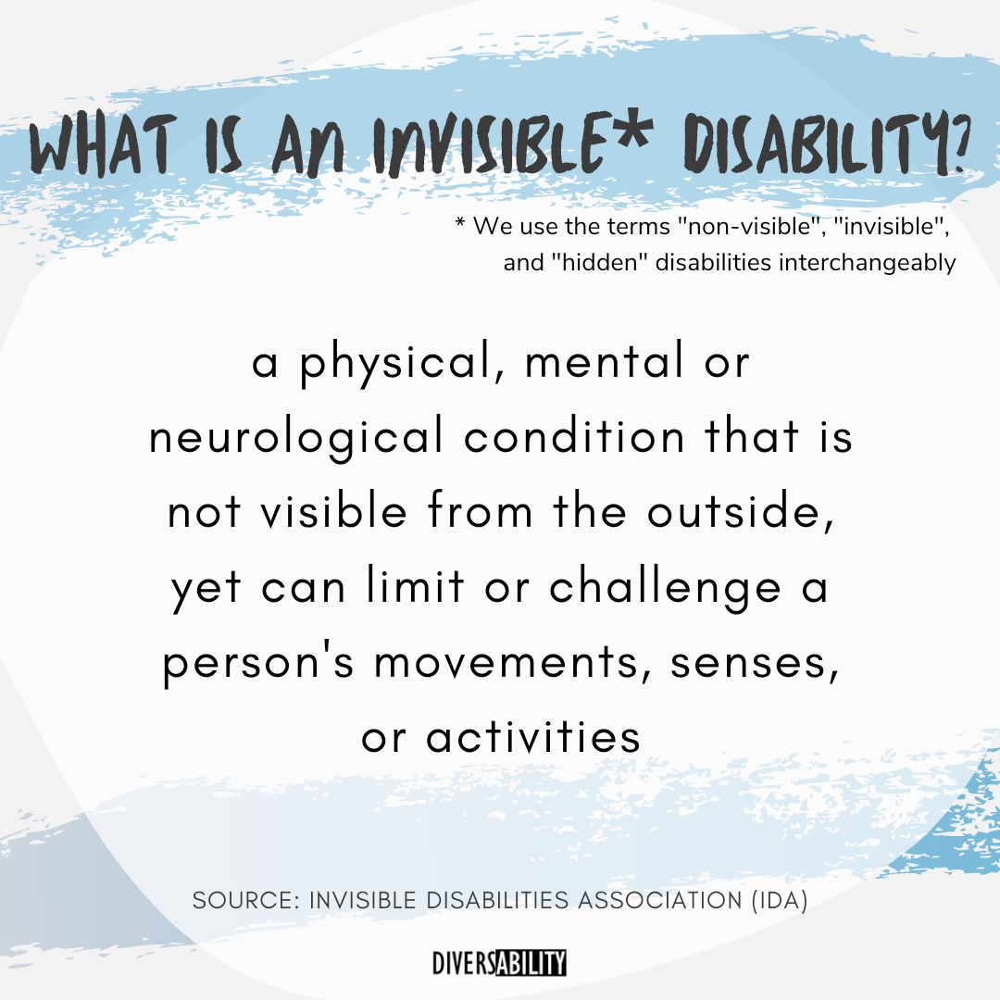 WHAT IS AN INVISIBLE* DISABILITY?
* We use the terms "non-visible", "invisible",
and "hidden" disabilities interchangeably
a physical, mental or
neurological condition that is
not visible from the outside,
yet can limit or challenge a
person's movements, senses,
or activities
SOURCE: INVISIBLE DISABILITIES ASSOCIATION (IDA)
DIVERSABILITY